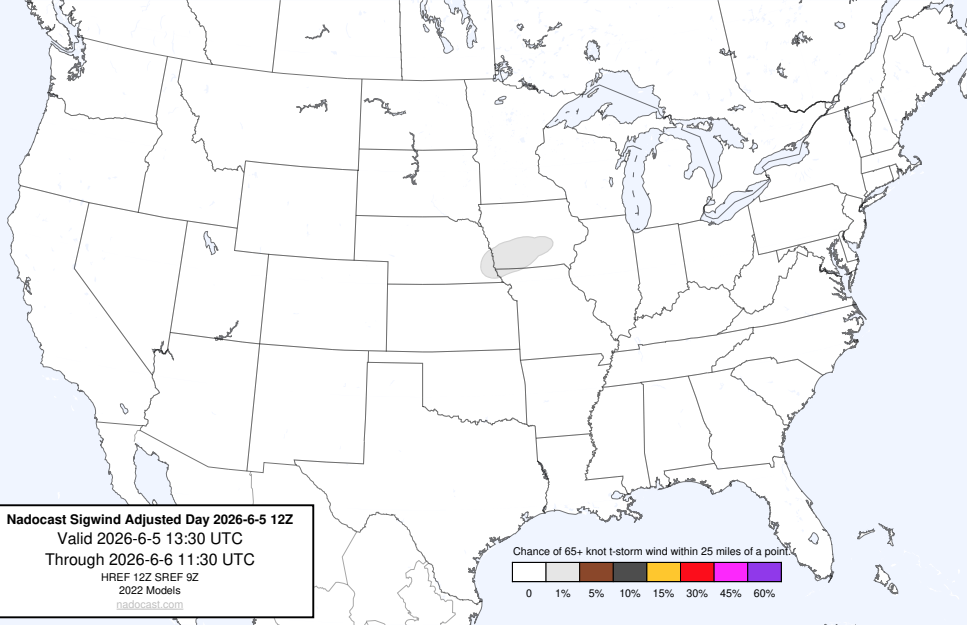 Nadocast Sigwind Adjusted Day 2026-6-5 12Z
Valid 2026-6-5 13:30 UTC
Through 2026-6-6 11:30 UTC
HREF 12Z SREF 9Z
2022 Models
nadocast.com
Chance of 65+ knot t-storm wind within 25 miles of a point.
0 1% 5% 10% 15% 30% 45% 60%